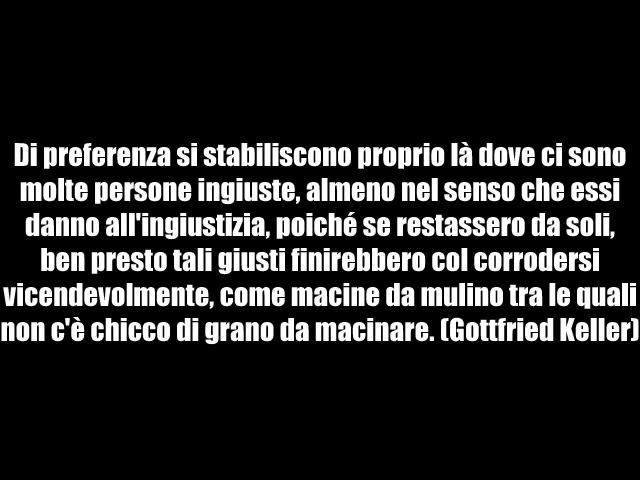 Di preferenza si stabiliscono proprio là dove ci sono
molte persone ingiuste, almeno nel senso che essi
danno all'ingiustizia, poiché se restassero da soli,
ben presto tali giusti finirebbero col corrodersi
vicendevolmente, come macine da mulino tra le quali
non c'è chicco di grano da macinare. (Gottfried Keller)